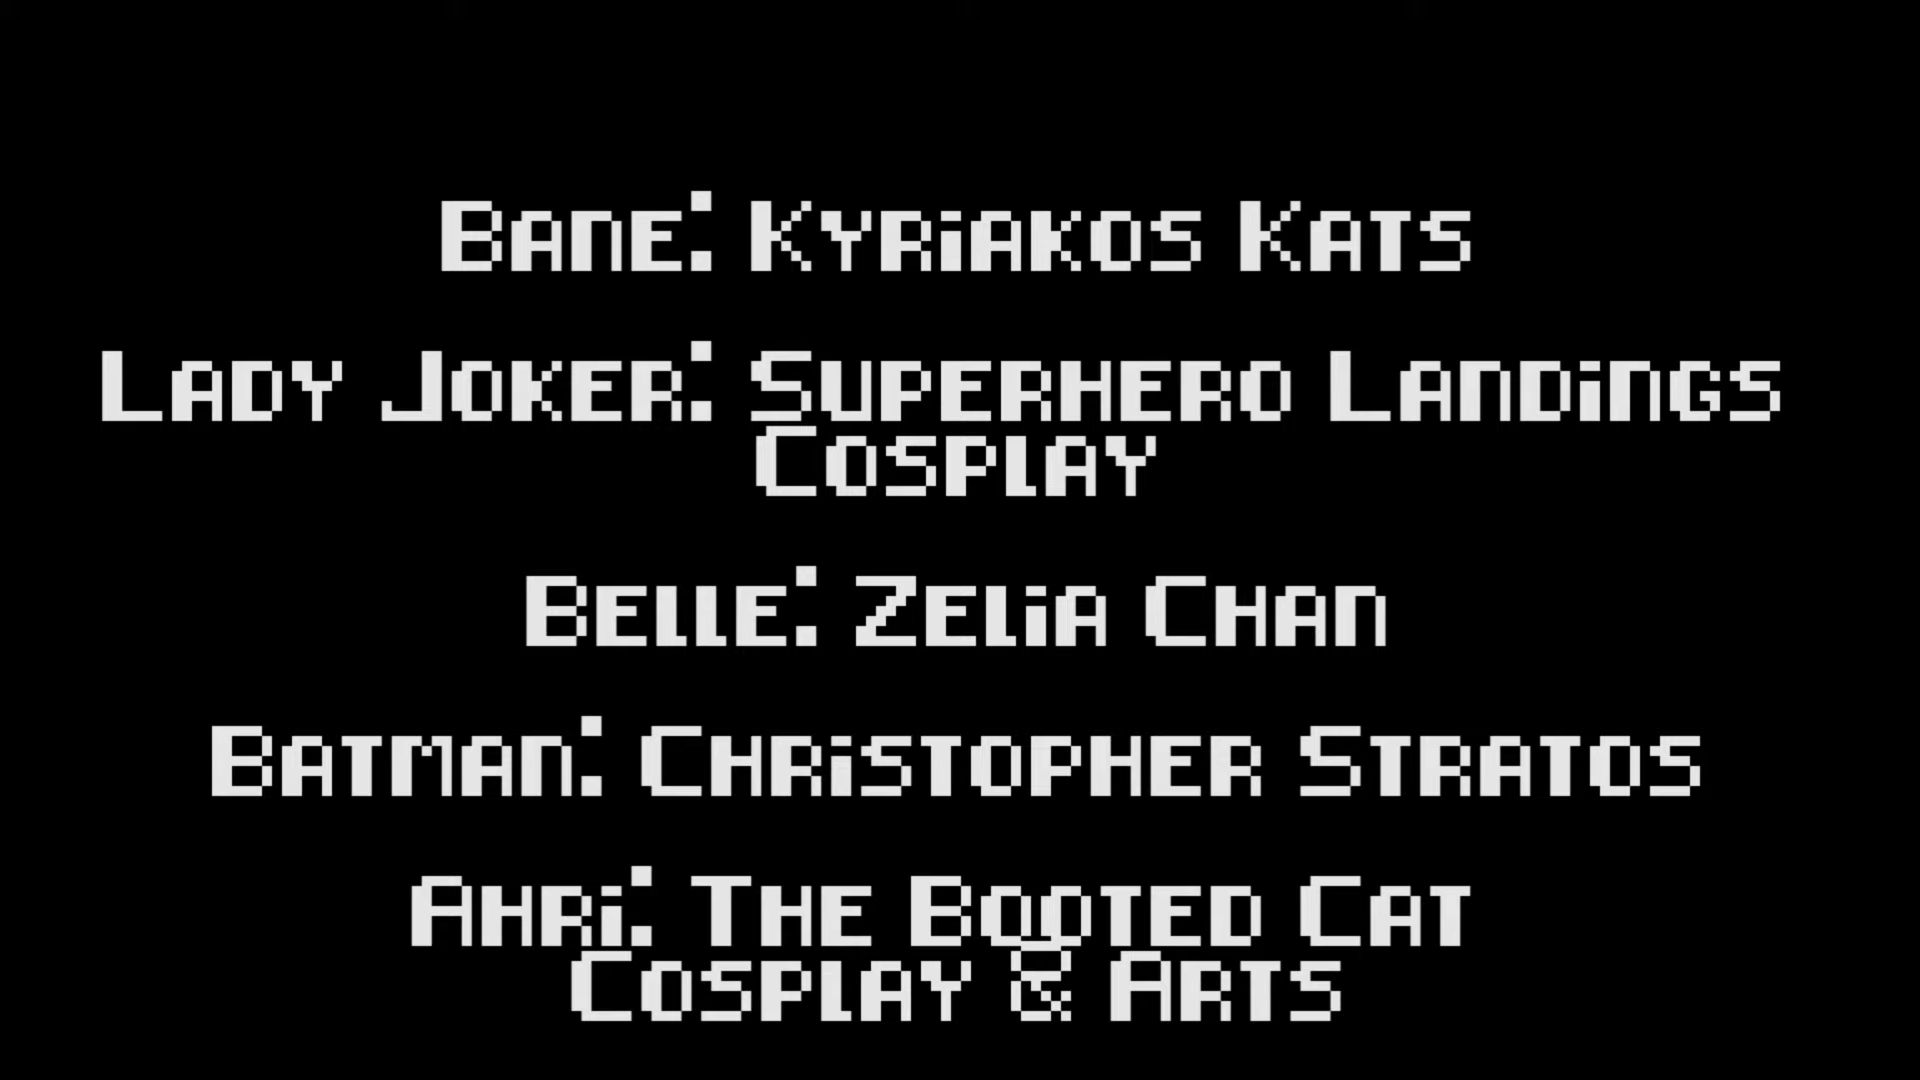 Bane: Kyriakos Kats
Lady Joker: Superhero Landings
Cosplay
Belle: Zelia Chan
Batman: Christopher Stratos
Ahri: The Booted Cat
Cosplay & Arts